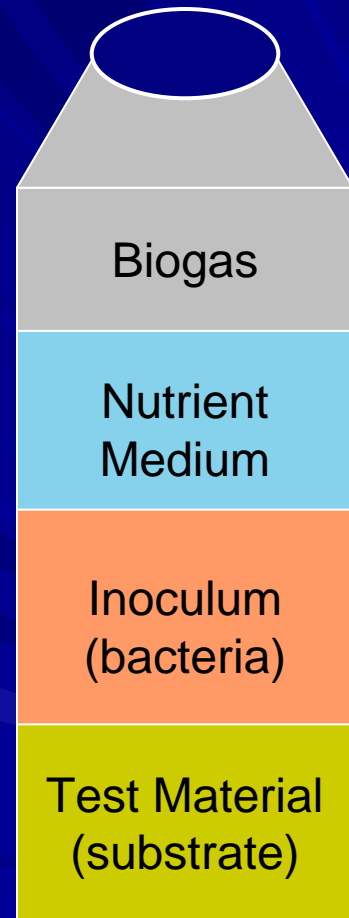 Biogas
Nutrient
Medium
Inoculum
(bacteria)
Test Material
(substrate)